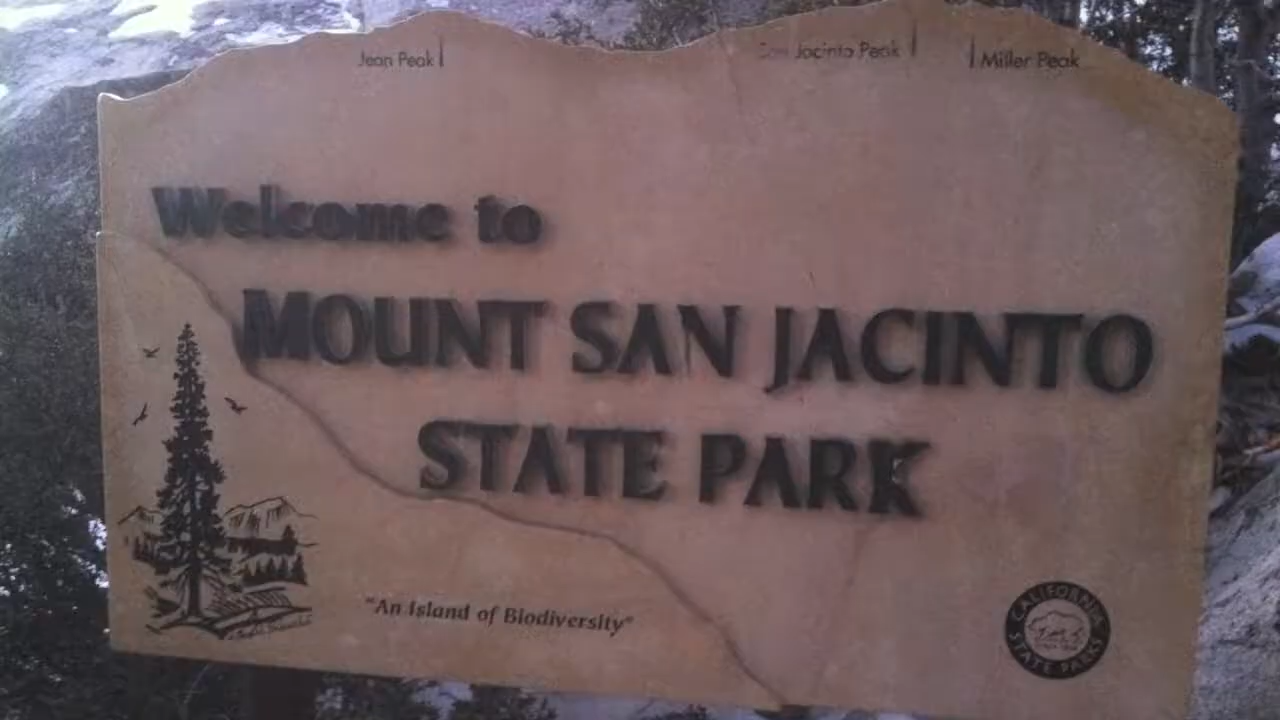 Jean Peak
San Jacinto Peak
Miller Peak
Welcome to
MOUNT SAN JACINTO
STATE PARK
"An Island of Biodiversity"
CALIFORNIA
STATE PARKS